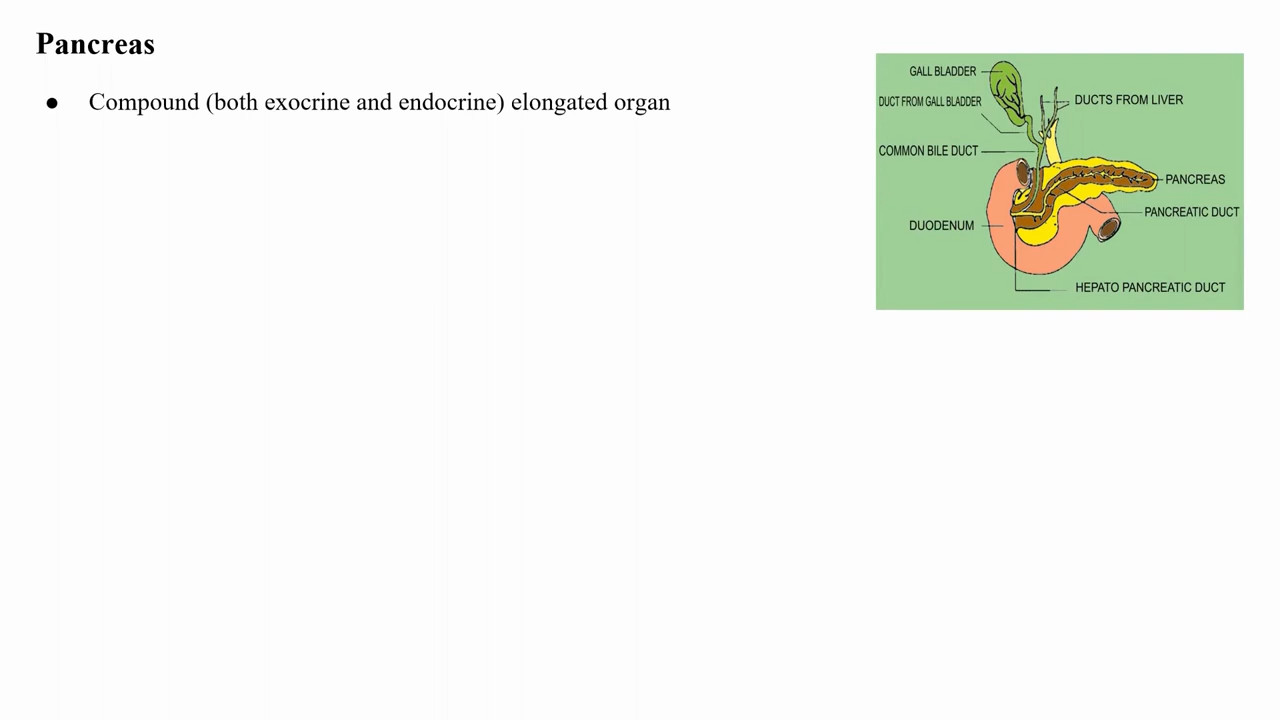 Pancreas
● Compound (both exocrine and endocrine) elongated organ
GALL BLADDER
DUCT FROM GALL BLADDER
DUCTS FROM LIVER
COMMON BILE DUCT
PANCREAS
PANCREATIC DUCT
DUODENUM
HEPATO PANCREATIC DUCT